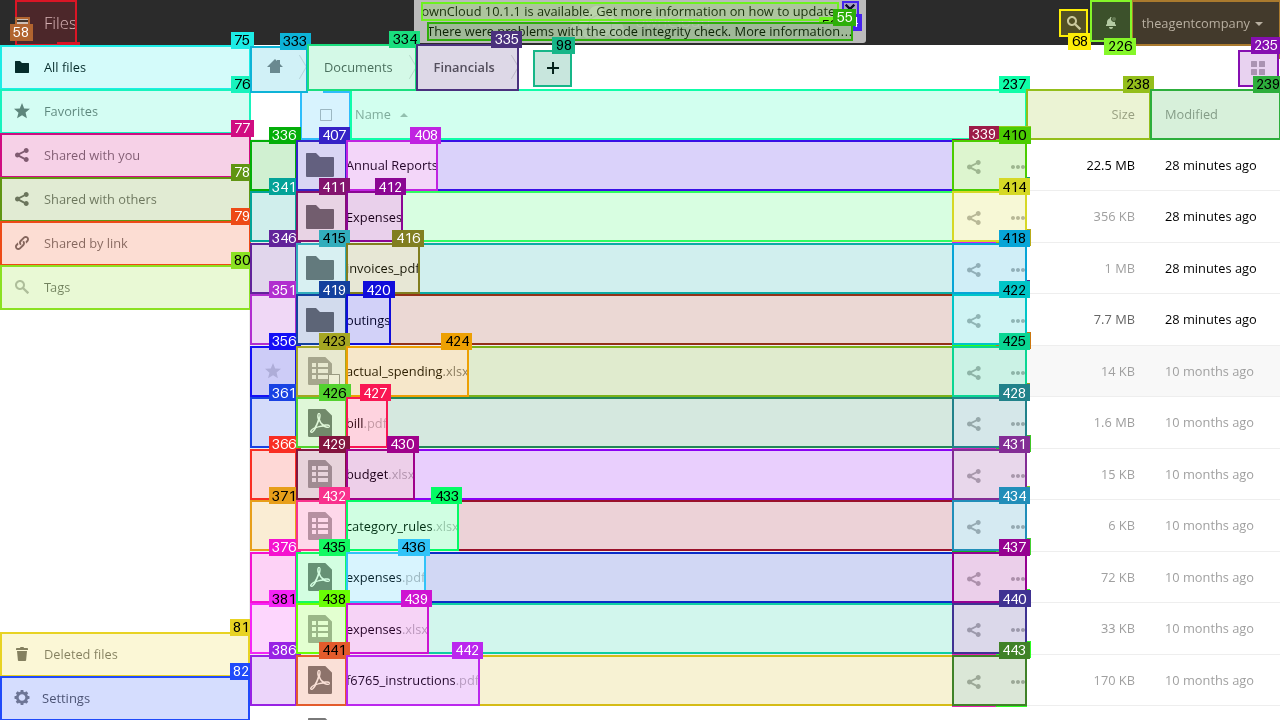 Files
58
ownCloud 10.1.1 is available. Get more information on how to update
55
There were problems with the code integrity check. More information...
68
226
theagentcompany
75
All files
333
334
Documents
335
Financials
98
+
235
76
Favorites
Name
237
238
Size
239
Modified
77
Shared with you
336
407
408
Annual Reports
339
410
22.5 MB
28 minutes ago
78
Shared with others
341
411
412
Expenses
414
356 KB
28 minutes ago
79
Shared by link
346
415
416
invoices_pdf
418
1 MB
28 minutes ago
80
Tags
351
419
420
outings
422
7.7 MB
28 minutes ago
356
423
424
actual_spending.xlsx
425
14 KB
10 months ago
361
426
427
bill.pdf
428
1.6 MB
10 months ago
366
429
430
budget.xlsx
431
15 KB
10 months ago
371
432
433
category_rules.xlsx
434
6 KB
10 months ago
376
435
436
expenses.pdf
437
72 KB
10 months ago
381
438
439
expenses.xlsx
440
33 KB
10 months ago
81
Deleted files
386
441
442
f6765_instructions.pdf
443
170 KB
10 months ago
82
Settings